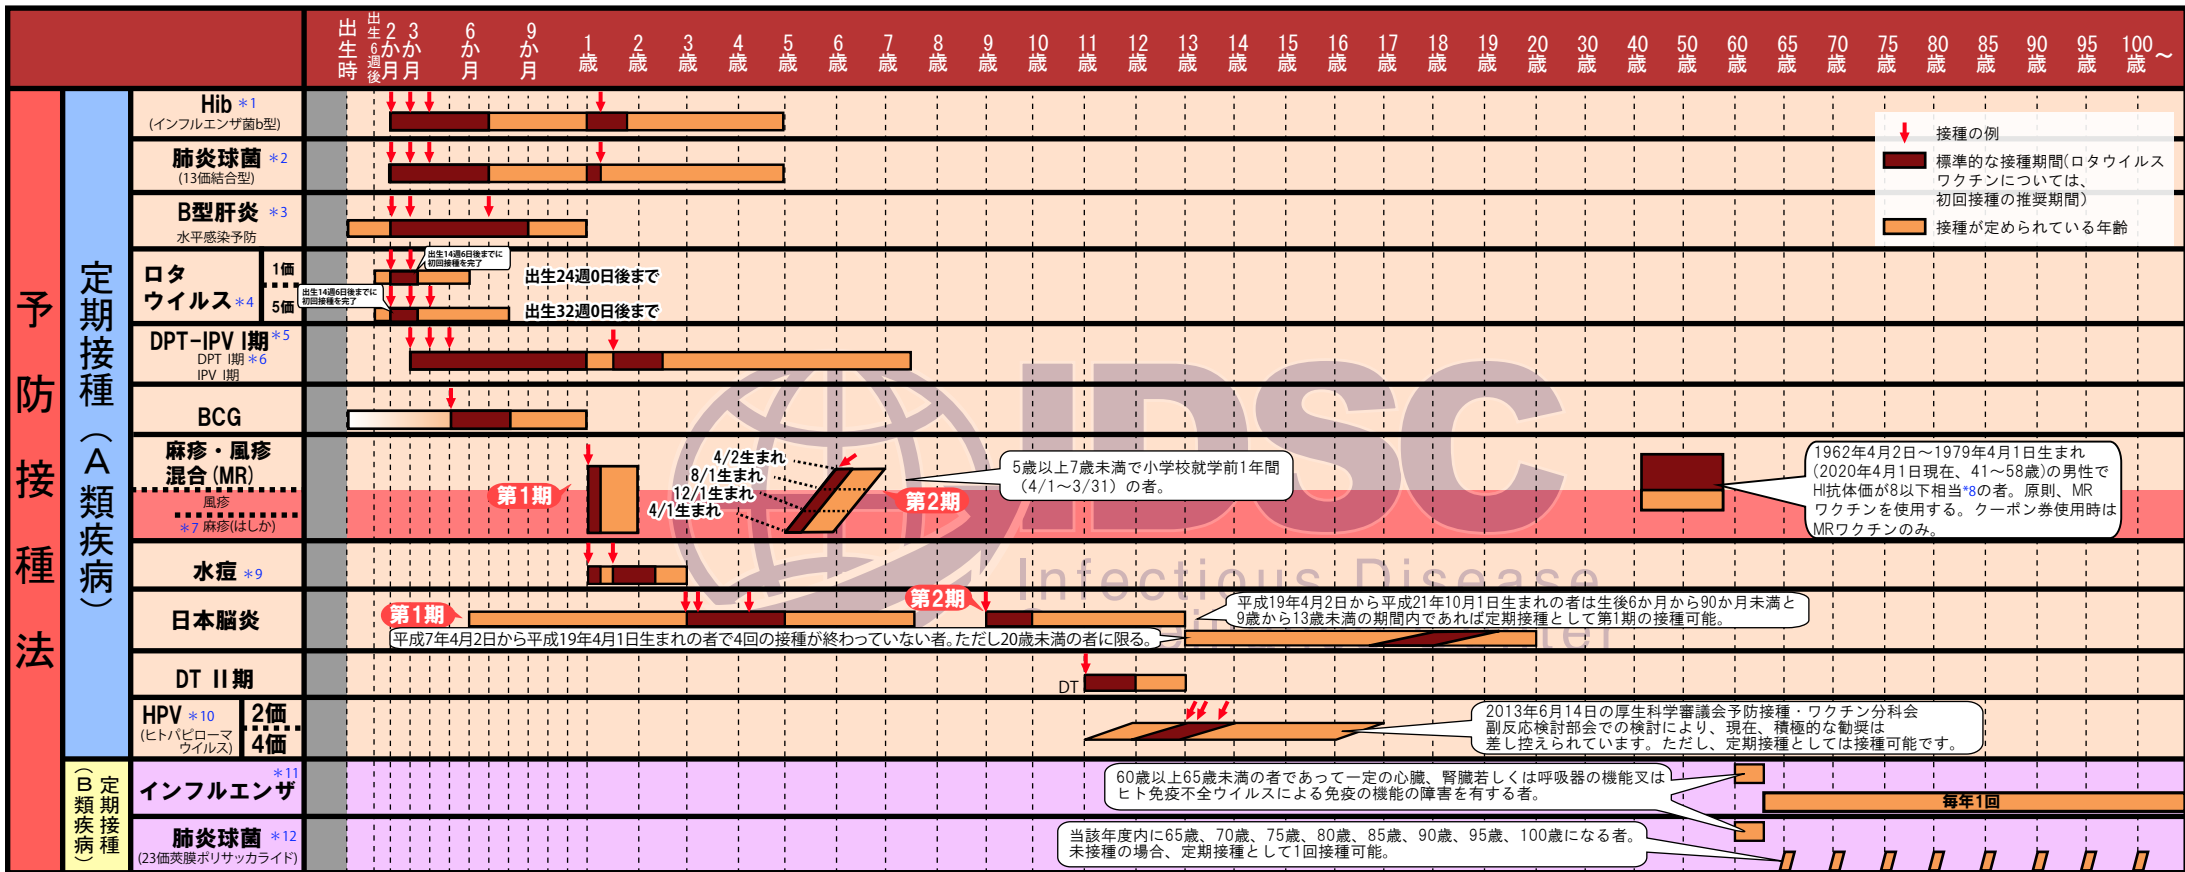 出生時
出生6週後
2か月
3か月
6か月
9か月
1歳
2歳
3歳
4歳
5歳
6歳
7歳
8歳
9歳
10歳
11歳
12歳
13歳
14歳
15歳
16歳
17歳
18歳
19歳
20歳
30歳
40歳
50歳
60歳
65歳
70歳
75歳
80歳
85歳
90歳
95歳
100歳～
予防接種法
定期接種（A類疾病）
Hib *1
(インフルエンザ菌b型)
接種の例
標準的な接種期間(ロタウイルス
ワクチンについては、
初回接種の推奨期間)
接種が定められている年齢
肺炎球菌 *2
(13価結合型)
B型肝炎 *3
水平感染予防
ロタ
ウイルス*4
1価
5価
出生14週6日後までに
初回接種を完了
出生24週0日後まで
出生14週6日後までに
初回接種を完了
出生32週0日後まで
DPT-IPV I期*5
DPT I期 *6
IPV I期
BCG
麻疹・風疹
混合(MR)
風疹
*7 麻疹(はしか)
第1期
4/2生まれ
8/1生まれ
12/1生まれ
4/1生まれ
第2期
5歳以上7歳未満で小学校就学前1年間
（4/1～3/31）の者。
1962年4月2日～1979年4月1日生まれ
(2020年4月1日現在、41～58歳)の男性で
HI抗体価が8以下相当*8の者。原則、MR
ワクチンを使用する。クーポン券使用時は
MRワクチンのみ。
IDSC
Infectious Disease
水痘 *9
日本脳炎
第1期
第2期
平成19年4月2日から平成21年10月1日生まれの者は生後6か月から90か月未満と
9歳から13歳未満の期間内であれば定期接種として第1期の接種可能。
平成7年4月2日から平成19年4月1日生まれの者で4回の接種が終わっていない者。ただし20歳未満の者に限る。
DT II期
DT
HPV *10
(ヒトパピローマ
ウイルス)
2価
4価
2013年6月14日の厚生科学審議会予防接種・ワクチン分科会
副反応検討部会での検討により、現在、積極的な勧奨は
差し控えられています。ただし、定期接種としては接種可能です。
定期接種
（B類疾病）
インフルエンザ *11
60歳以上65歳未満の者であって一定の心臓、腎臓若しくは呼吸器の機能又は
ヒト免疫不全ウイルスによる免疫の機能の障害を有する者。
毎年1回
肺炎球菌 *12
(23価莢膜ポリサッカライド)
当該年度内に65歳、70歳、75歳、80歳、85歳、90歳、95歳、100歳になる者。
未接種の場合、定期接種として1回接種可能。